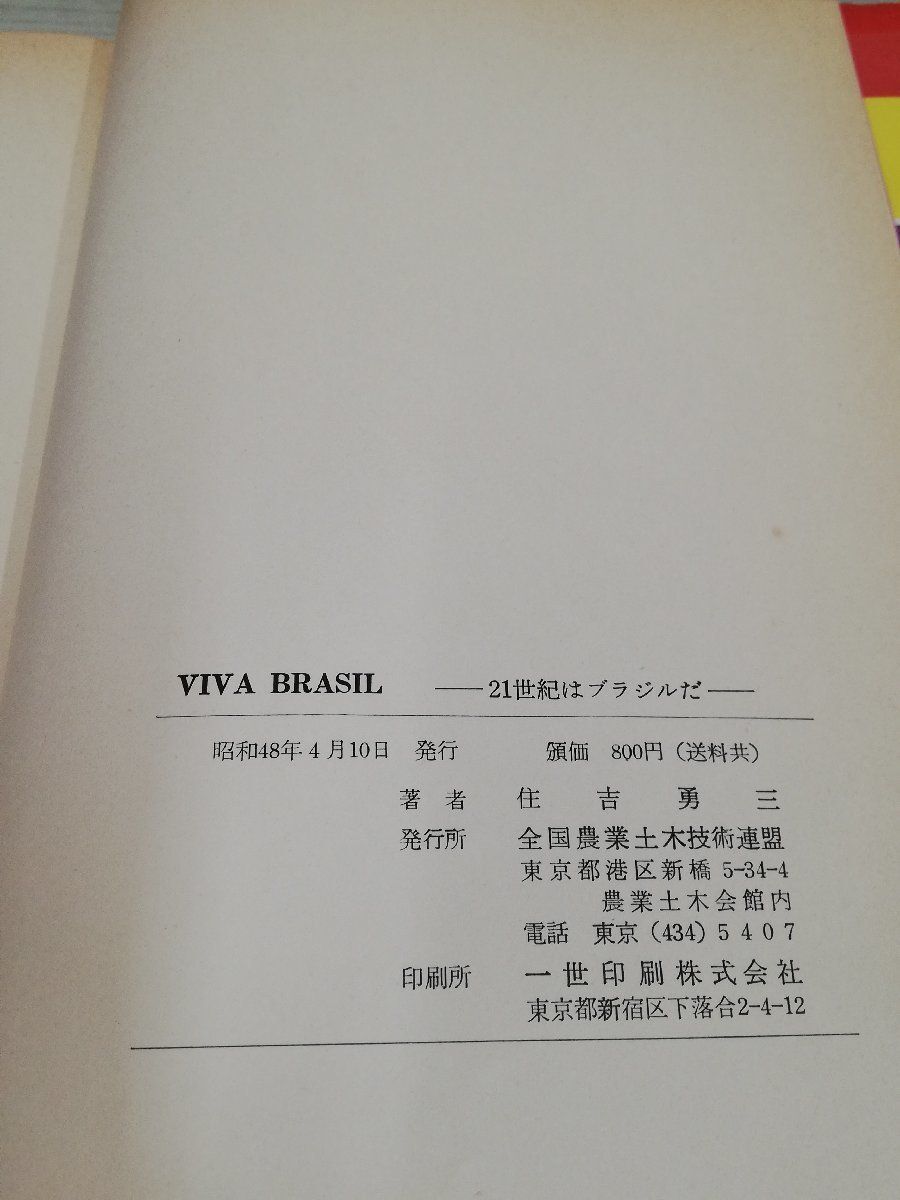 VIVA BRASIL ――21世紀はブラジルだ――
昭和48年4月10日 発行 頒価 800円（送料共）
著者 住吉勇三
発行所 全国農業土木技術連盟
東京都港区新橋 5-34-4
農業土木会館内
電話 東京（434）5407
印刷所 一世印刷株式会社
東京都新宿区下落合2-4-12